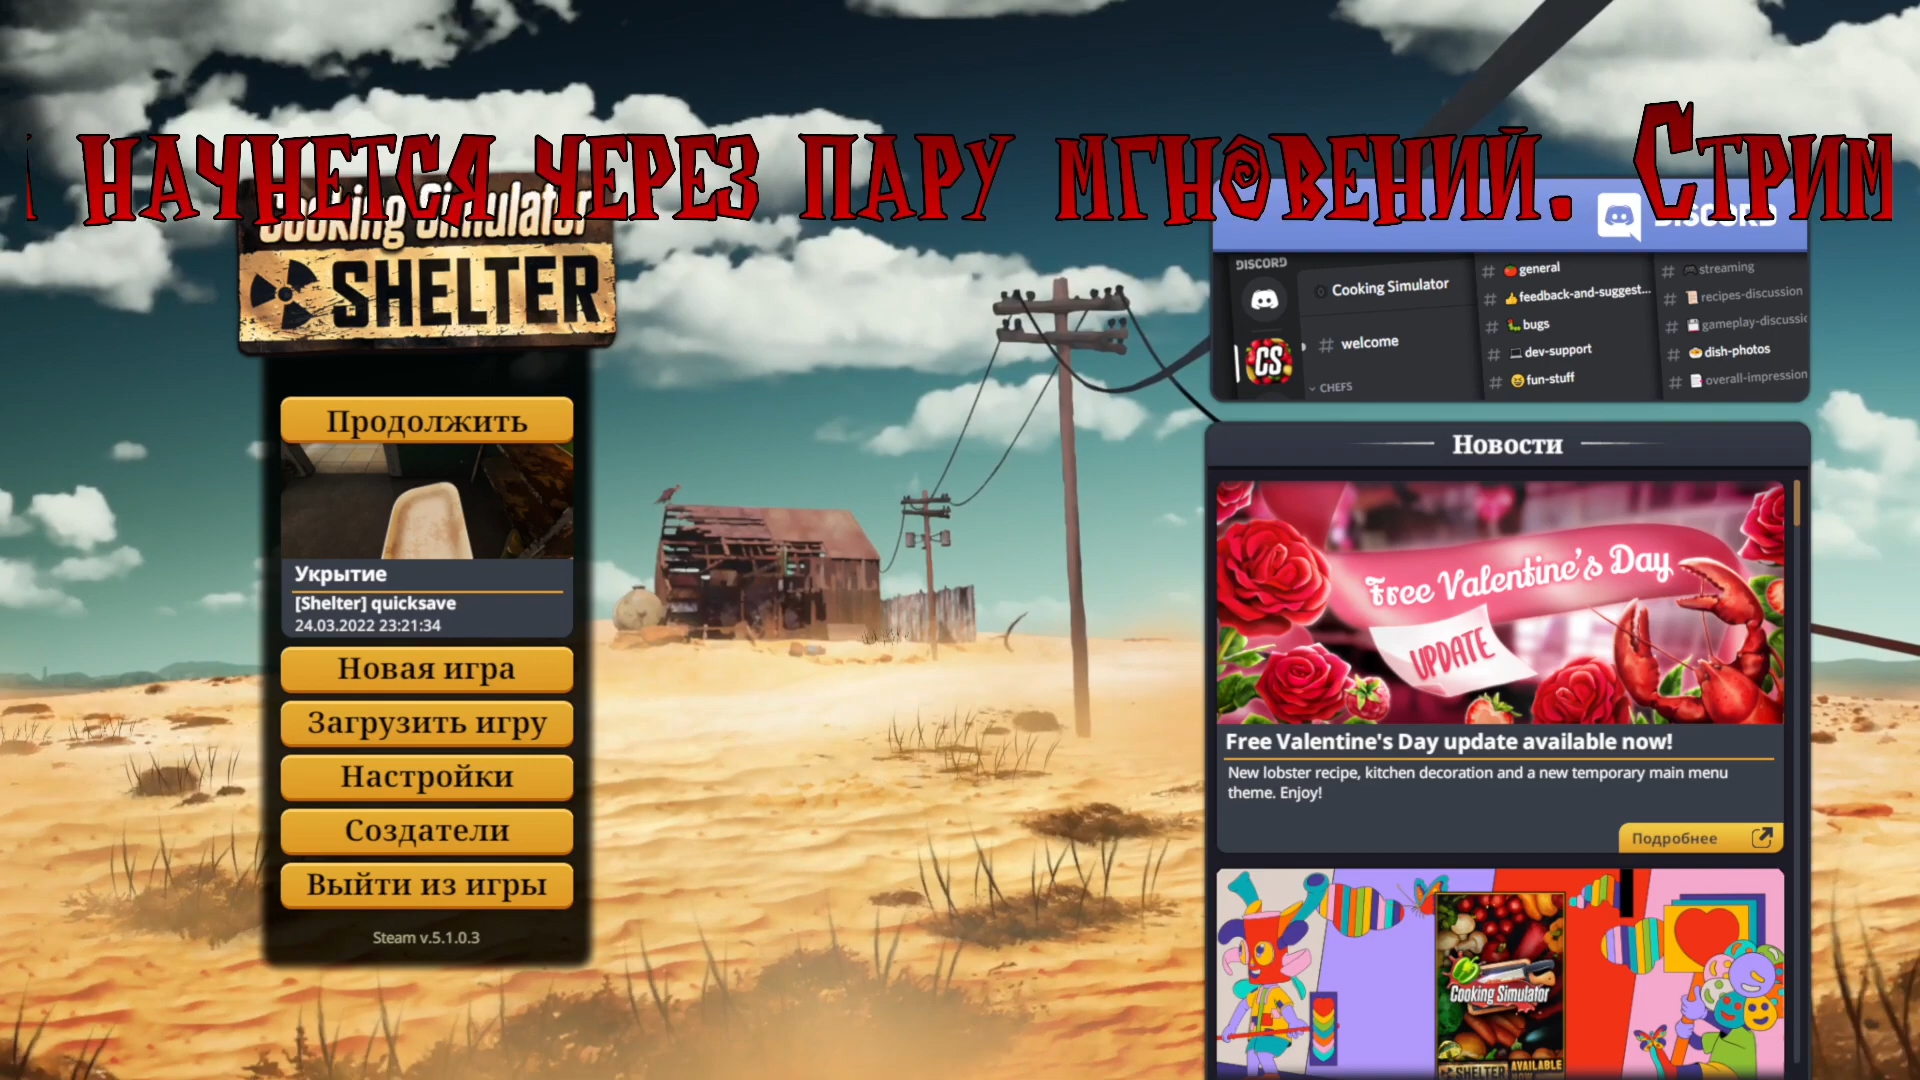 начнется через пару мгновений. Стрим
Cooking Simulator
SHELTER
Продолжить
Укрытие
[Shelter] quicksave
24.03.2022 23:21:34
Новая игра
Загрузить игру
Настройки
Создатели
Выйти из игры
Steam v.5.1.0.3
DISCORD
DISCORD
Cooking Simulator
# welcome
CHEFS
CS
# general
# feedback-and-suggest...
# bugs
# dev-support
# fun-stuff
# streaming
# recipes-discussion
# gameplay-discussio
# dish-photos
# overall-impression
Новости
Free Valentine's Day
UPDATE
Free Valentine's Day update available now!
New lobster recipe, kitchen decoration and a new temporary main menu
theme. Enjoy!
Подробнее
Cooking Simulator
SHELTER AVAILABLE